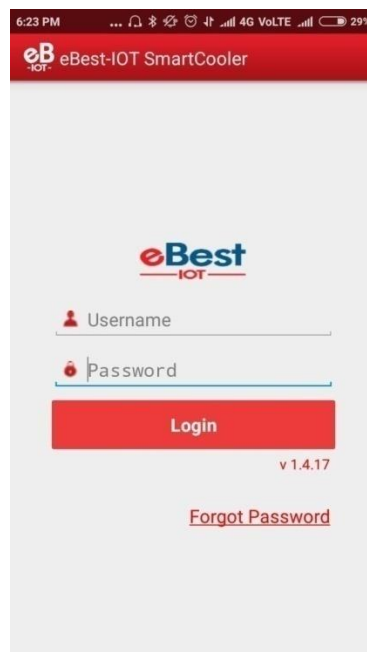 6:23 PM ... 4G VoLTE 29%
eB
-IOT-
eBest-IOT SmartCooler
eBest
IOT
Username
Password
Login
v 1.4.17
Forgot Password